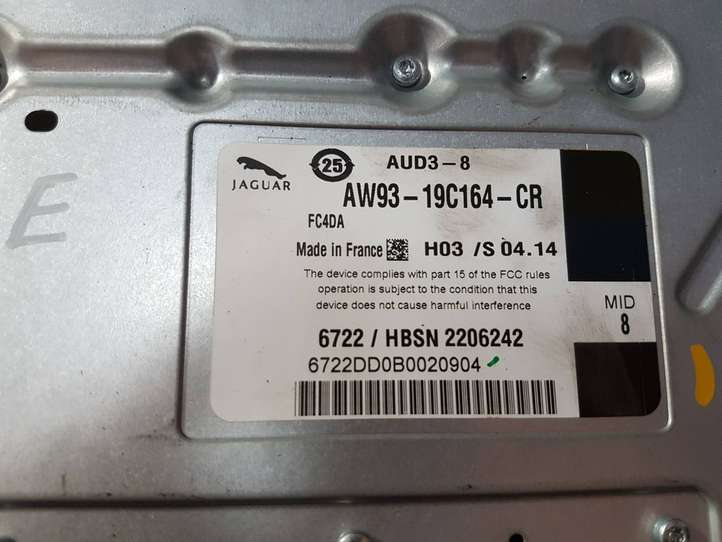 E
25 AUD3-8
JAGUAR
AW93-19C164-CR
FC4DA
Made in France H03 /S 04.14
The device complies with part 15 of the FCC rules
operation is subject to the condition that this
device does not cause harmful interference
MID
8
6722 / HBSN 2206242
6722DD0B0020904